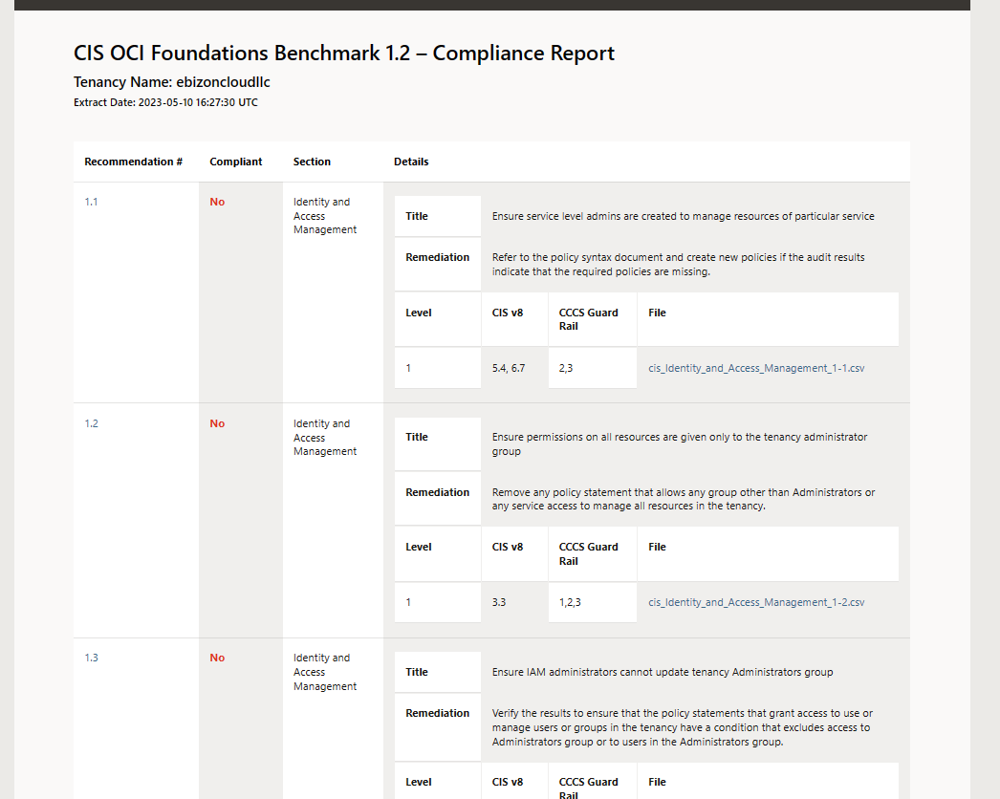 CIS OCI Foundations Benchmark 1.2 – Compliance Report
Tenancy Name: ebizoncloudllc
Extract Date: 2023-05-10 16:27:30 UTC
Recommendation # Compliant Section Details
1.1 No Identity and
Access
Management
Title Ensure service level admins are created to manage resources of particular service
Remediation Refer to the policy syntax document and create new policies if the audit results
indicate that the required policies are missing.
Level CIS v8 CCCS Guard
Rail File
1 5.4, 6.7 2,3 cis_Identity_and_Access_Management_1-1.csv
1.2 No Identity and
Access
Management
Title Ensure permissions on all resources are given only to the tenancy administrator
group
Remediation Remove any policy statement that allows any group other than Administrators or
any service access to manage all resources in the tenancy.
Level CIS v8 CCCS Guard
Rail File
1 3.3 1,2,3 cis_Identity_and_Access_Management_1-2.csv
1.3 No Identity and
Access
Management
Title Ensure IAM administrators cannot update tenancy Administrators group
Remediation Verify the results to ensure that the policy statements that grant access to use or
manage users or groups in the tenancy have a condition that excludes access to
Administrators group or to users in the Administrators group.
Level CIS v8 CCCS Guard
Rail File